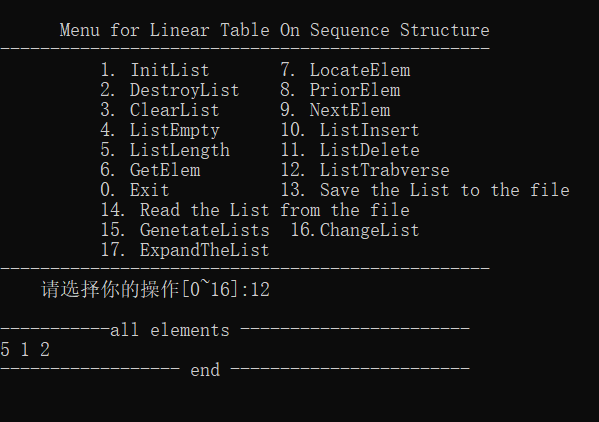 Menu for Linear Table On Sequence Structure
-------------------------------------------------
1. InitList 7. LocateElem
2. DestroyList 8. PriorElem
3. ClearList 9. NextElem
4. ListEmpty 10. ListInsert
5. ListLength 11. ListDelete
6. GetElem 12. ListTrabverse
0. Exit 13. Save the List to the file
14. Read the List from the file
15. GenetateLists 16.ChangeList
17. ExpandTheList
-------------------------------------------------
请选择你的操作[0~16]:12
-----------all elements -----------------------
5 1 2
------------------ end ------------------------